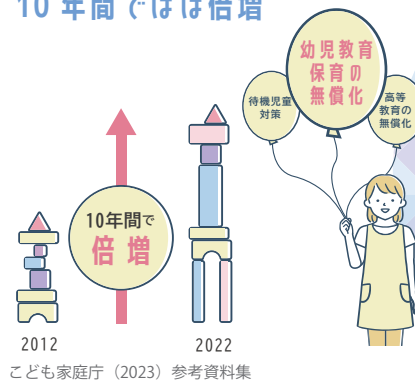 10年間でほぼ倍増
幼児教育
保育の
無償化
待機児童
対策
高等
教育の
無償化
10年間で
倍増
2012
2022
こども家庭庁（2023）参考資料集